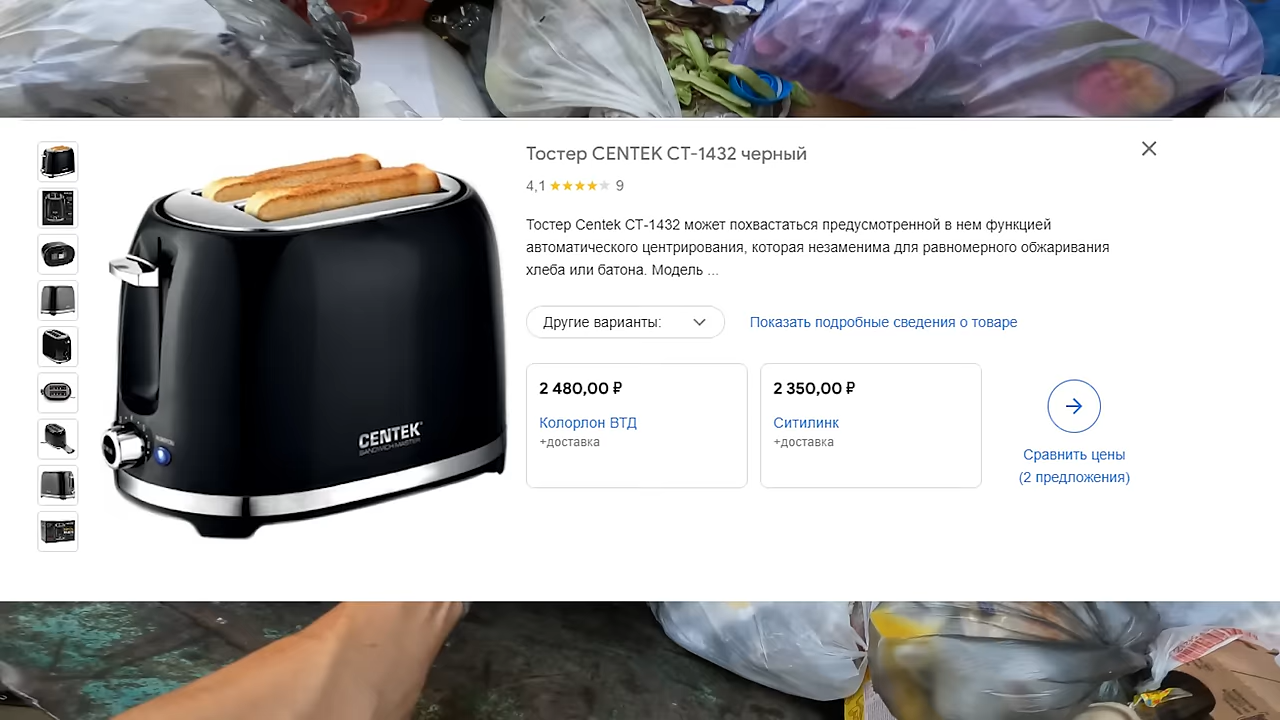 Тостер CENTEK CT-1432 черный
4,1 9
Тостер Centek CT-1432 может похвастаться предусмотренной в нем функцией
автоматического центрирования, которая незаменима для равномерного обжаривания
хлеба или батона. Модель ...
Другие варианты:
Показать подробные сведения о товаре
2 480,00 ₽
Колорлон ВТД
+доставка
2 350,00 ₽
Ситилинк
+доставка
Сравнить цены
(2 предложения)
CENTEK